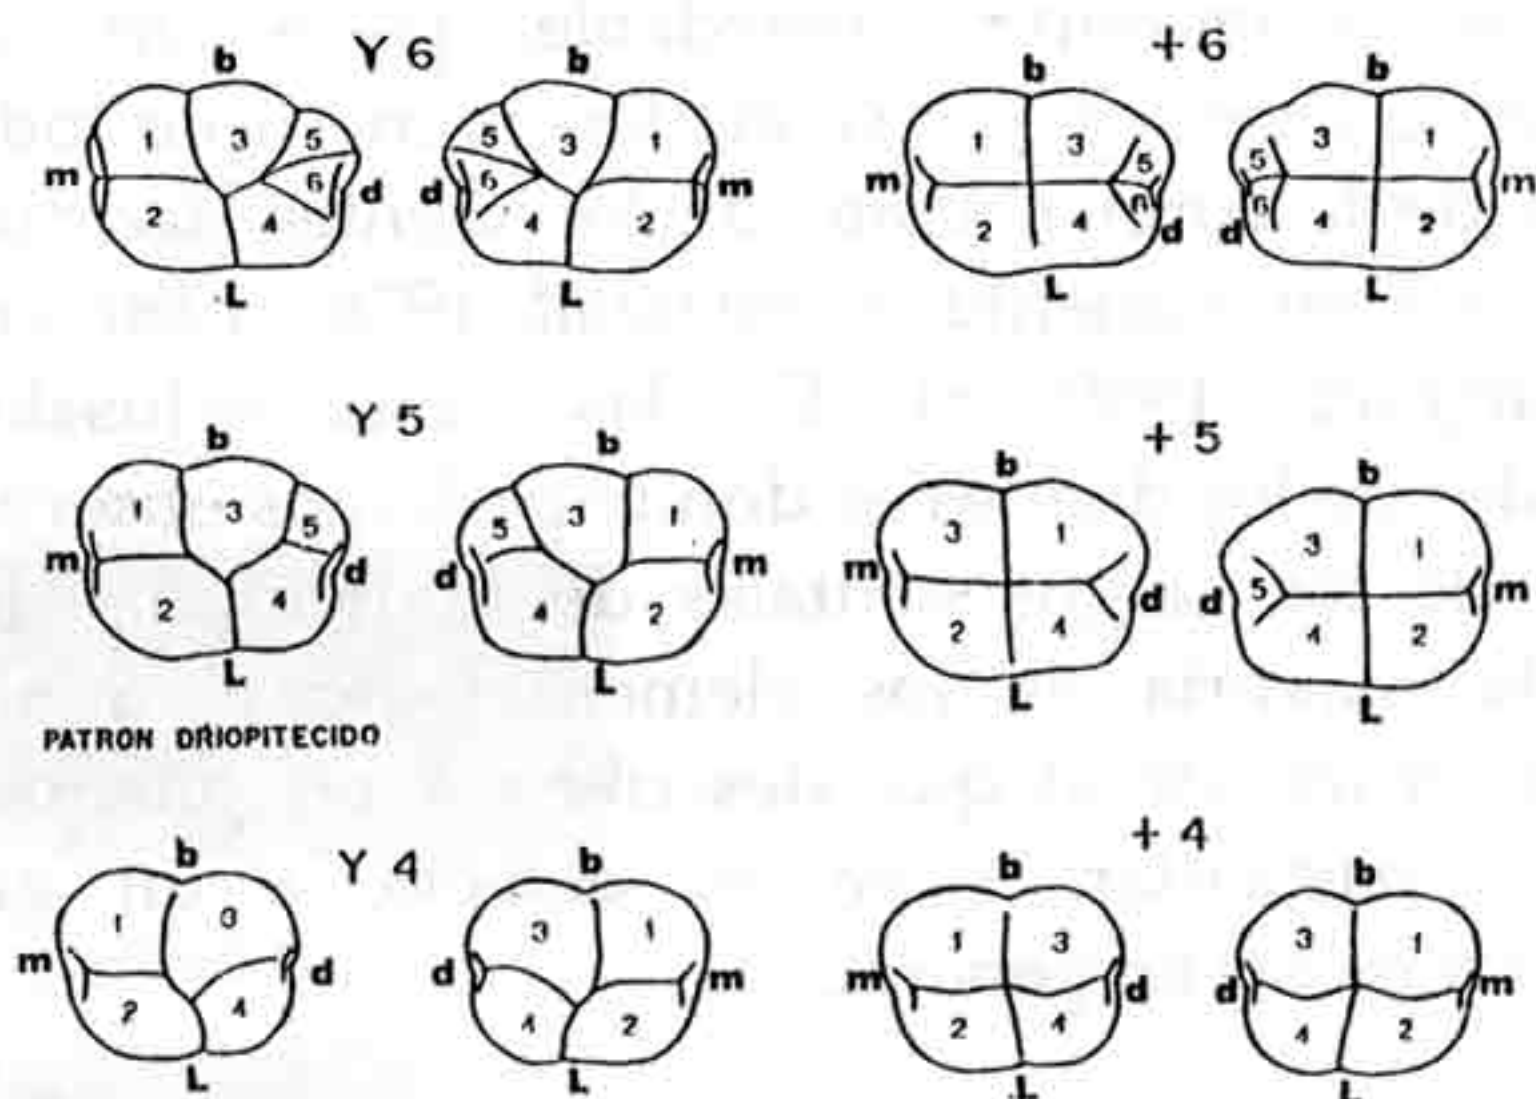 Y 6
+ 6
b b b b
1 3 5 5 3 1 1 3 5 5 3 1
m 6 d d 6 m m 6 6 m
2 4 4 2 2 4 d d 4 2
L L L L
Y 5
+ 5
b b b b
1 3 5 5 3 1 3 1 3 1
m d d m m d d 5 m
2 4 4 2 2 4 4 2
L L L L
PATRON DRIOPITECIDO
Y 4
+ 4
b b b b
1 3 3 1 1 3 3 1
m d d m m d d m
2 4 4 2 2 4 4 2
L L L L